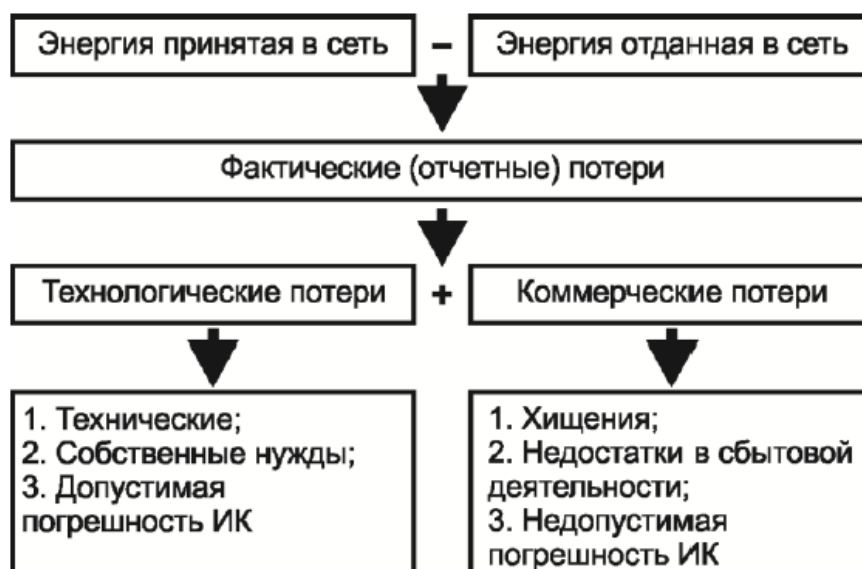 Энергия принятая в сеть – Энергия отданная в сеть
Фактические (отчетные) потери
Технологические потери + Коммерческие потери
1. Технические;
2. Собственные нужды;
3. Допустимая
погрешность ИК
1. Хищения;
2. Недостатки в сбытовой
деятельности;
3. Недопустимая
погрешность ИК